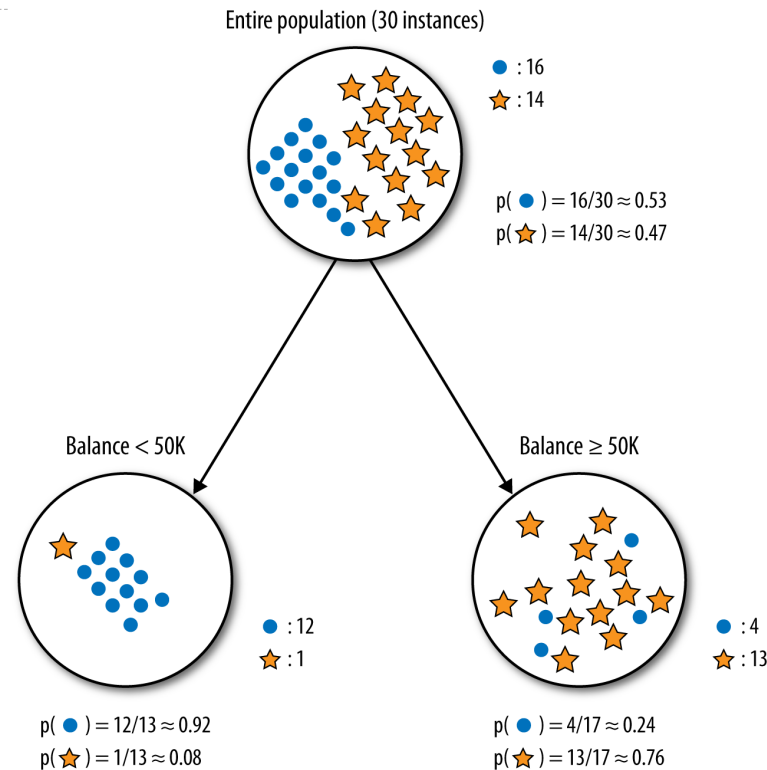 Entire population (30 instances)
: 16
: 14
p( ) = 16/30 ≈ 0.53
p( ) = 14/30 ≈ 0.47
Balance < 50K
Balance ≥ 50K
: 12
: 1
: 4
: 13
p( ) = 12/13 ≈ 0.92
p( ) = 1/13 ≈ 0.08
p( ) = 4/17 ≈ 0.24
p( ) = 13/17 ≈ 0.76